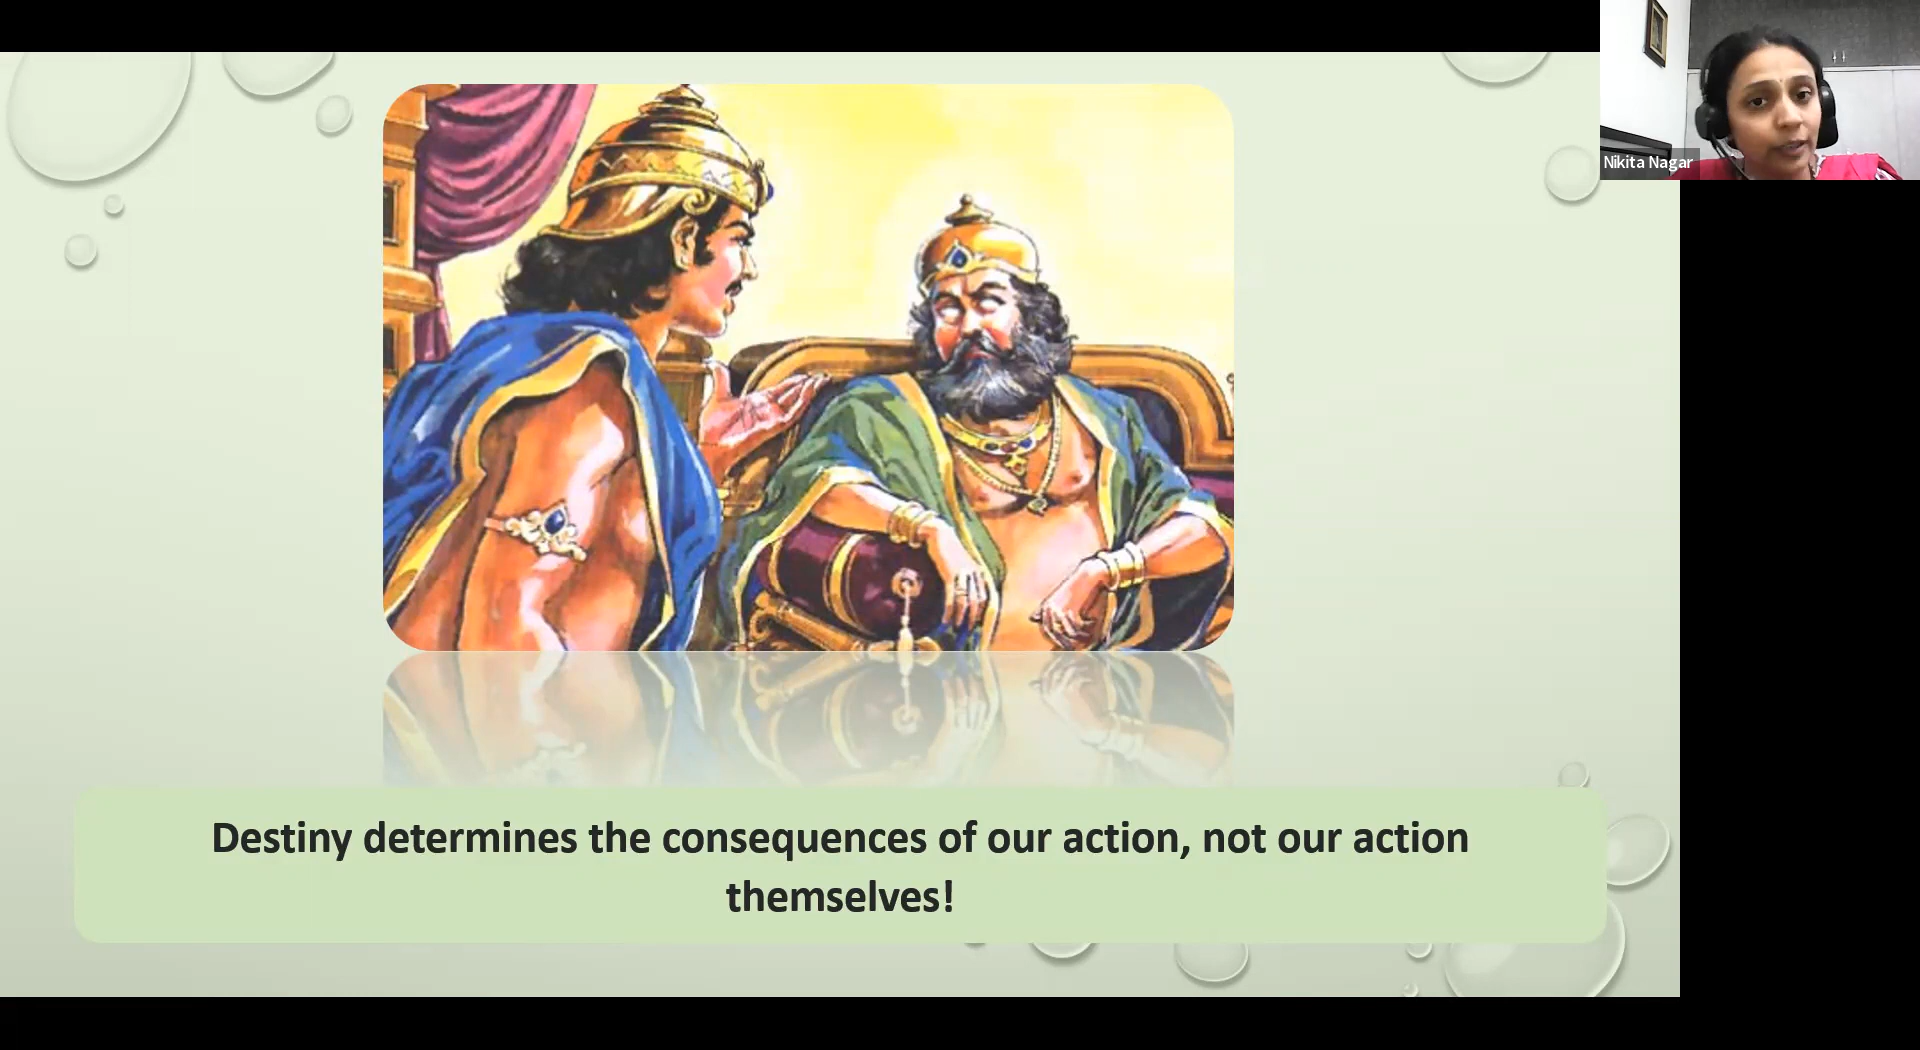 Nikita Nagar
Destiny determines the consequences of our action, not our action
themselves!